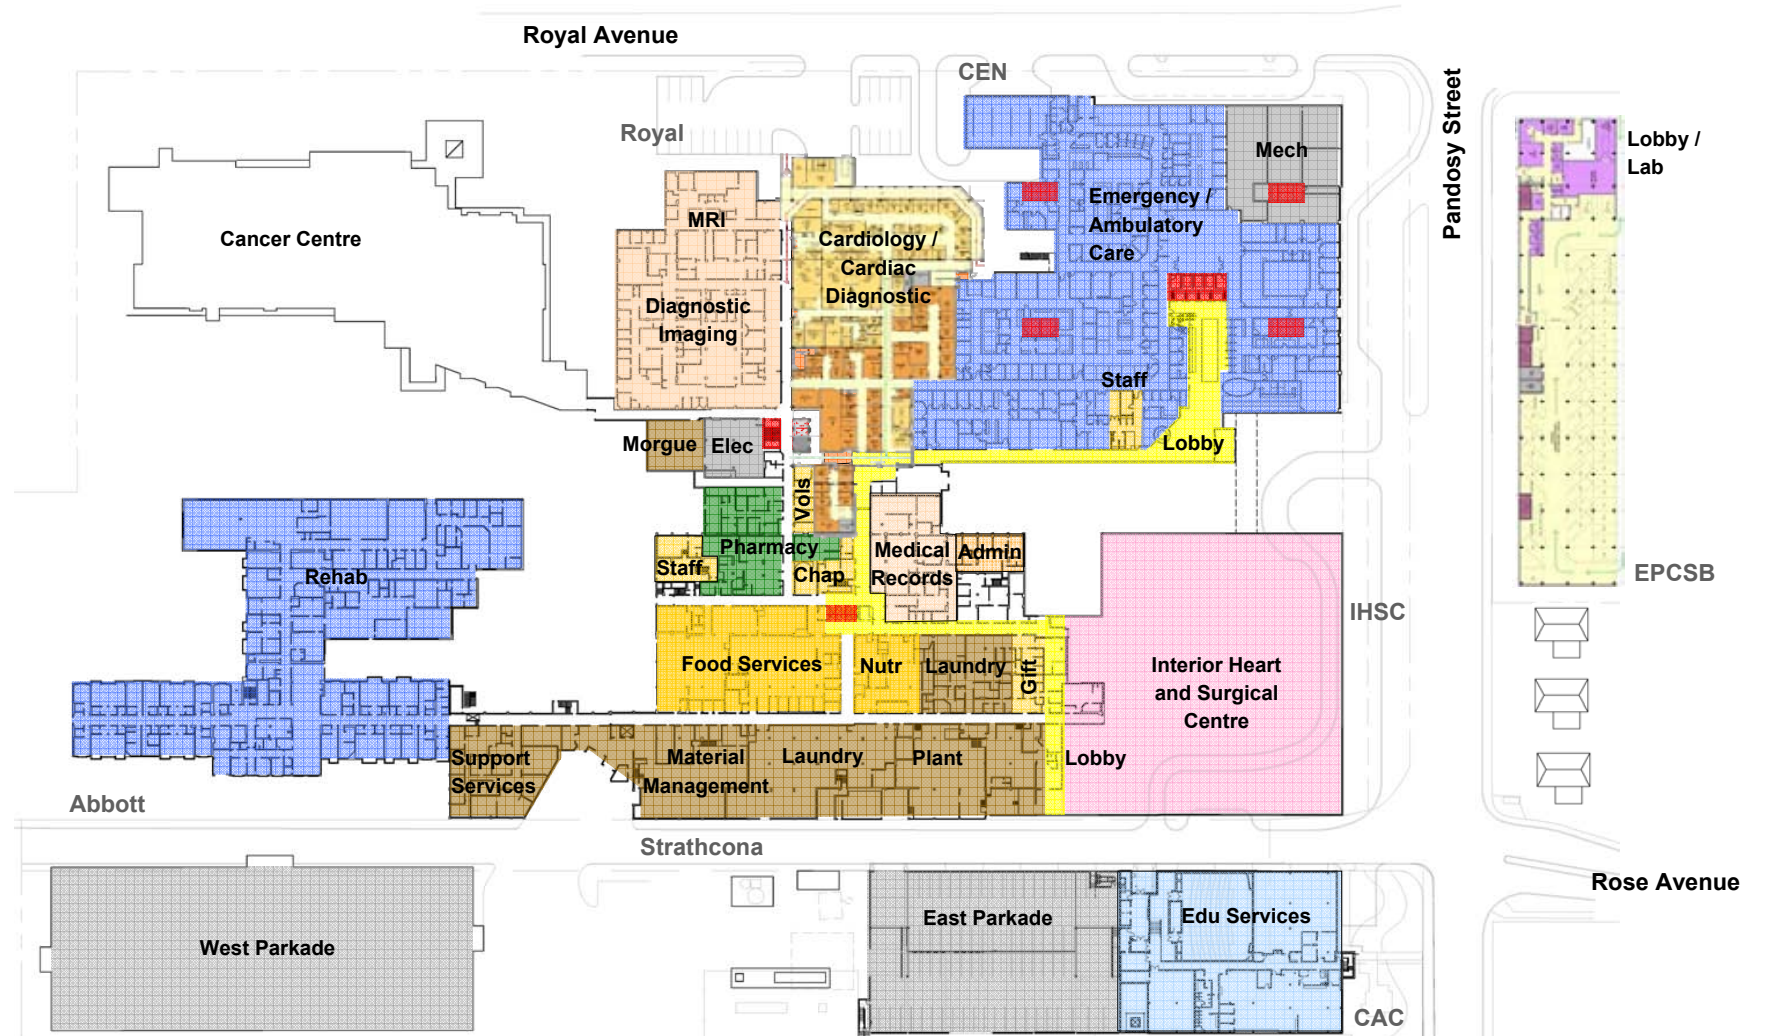 Royal Avenue
CEN
Royal
Pandosy Street
Lobby /
Lab
Mech
Cancer Centre
MRI
Cardiology /
Cardiac
Diagnostic
Emergency /
Ambulatory
Care
Diagnostic
Imaging
Staff
Morgue
Elec
Lobby
Vols
Pharmacy
Staff
Chap
Medical
Records
Admin
Rehab
EPCSB
IHSC
Food Services
Nutr
Laundry
Gift
Interior Heart
and Surgical
Centre
Support
Services
Material
Management
Laundry
Plant
Lobby
Abbott
Strathcona
Rose Avenue
West Parkade
East Parkade
Edu Services
CAC